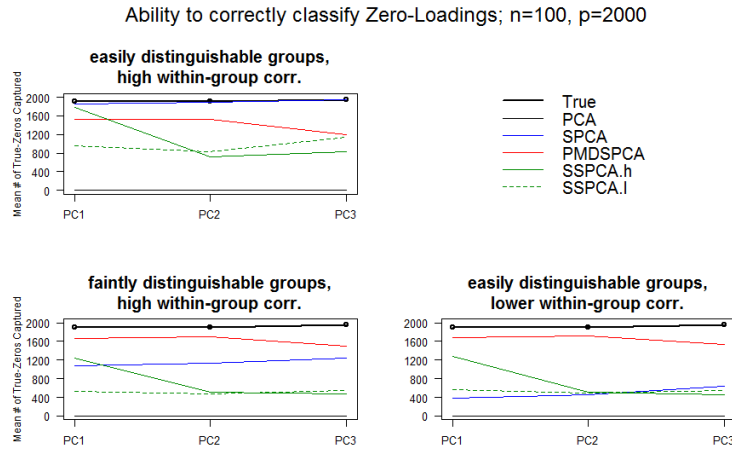 Ability to correctly classify Zero-Loadings; n=100, p=2000
easily distinguishable groups,
high within-group corr.
Mean # of True-Zeros Captured
2000
1600
1200
800
400
0
PC1
PC2
PC3
True
PCA
SPCA
PMDSPCA
SSPCA.h
SSPCA.l
faintly distinguishable groups,
high within-group corr.
Mean # of True-Zeros Captured
2000
1600
1200
800
400
0
PC1
PC2
PC3
easily distinguishable groups,
lower within-group corr.
2000
1600
1200
800
400
0
PC1
PC2
PC3